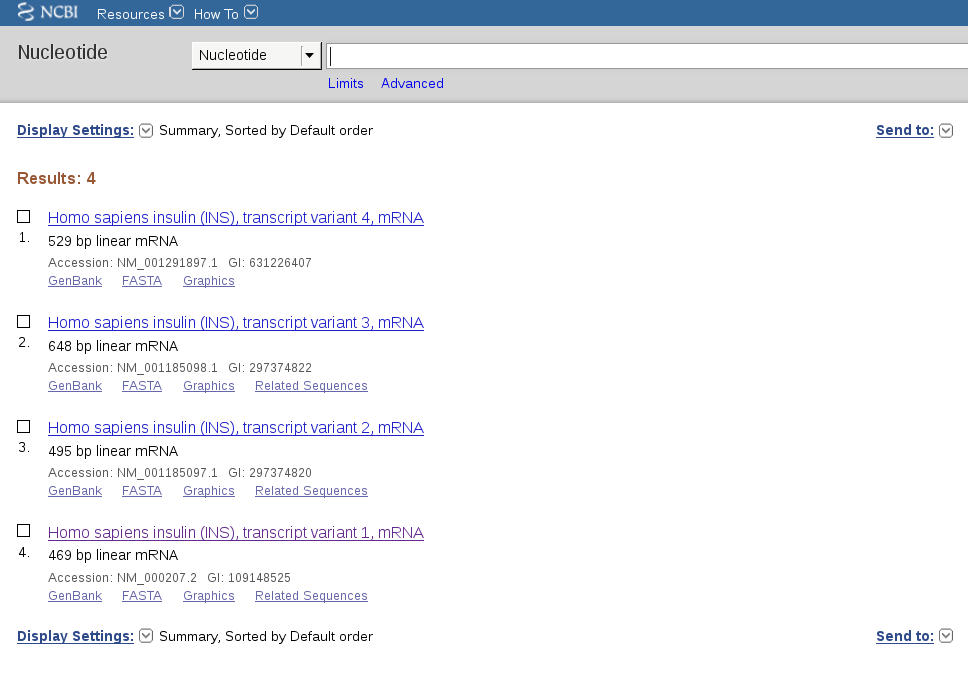 NCBI Resources How To
Nucleotide
Nucleotide
Limits Advanced
Display Settings: Summary, Sorted by Default order Send to:
Results: 4
Homo sapiens insulin (INS), transcript variant 4, mRNA
1. 529 bp linear mRNA
Accession: NM_001291897.1 GI: 631226407
GenBank FASTA Graphics
Homo sapiens insulin (INS), transcript variant 3, mRNA
2. 648 bp linear mRNA
Accession: NM_001185098.1 GI: 297374822
GenBank FASTA Graphics Related Sequences
Homo sapiens insulin (INS), transcript variant 2, mRNA
3. 495 bp linear mRNA
Accession: NM_001185097.1 GI: 297374820
GenBank FASTA Graphics Related Sequences
Homo sapiens insulin (INS), transcript variant 1, mRNA
4. 469 bp linear mRNA
Accession: NM_000207.2 GI: 109148525
GenBank FASTA Graphics Related Sequences
Display Settings: Summary, Sorted by Default order Send to: